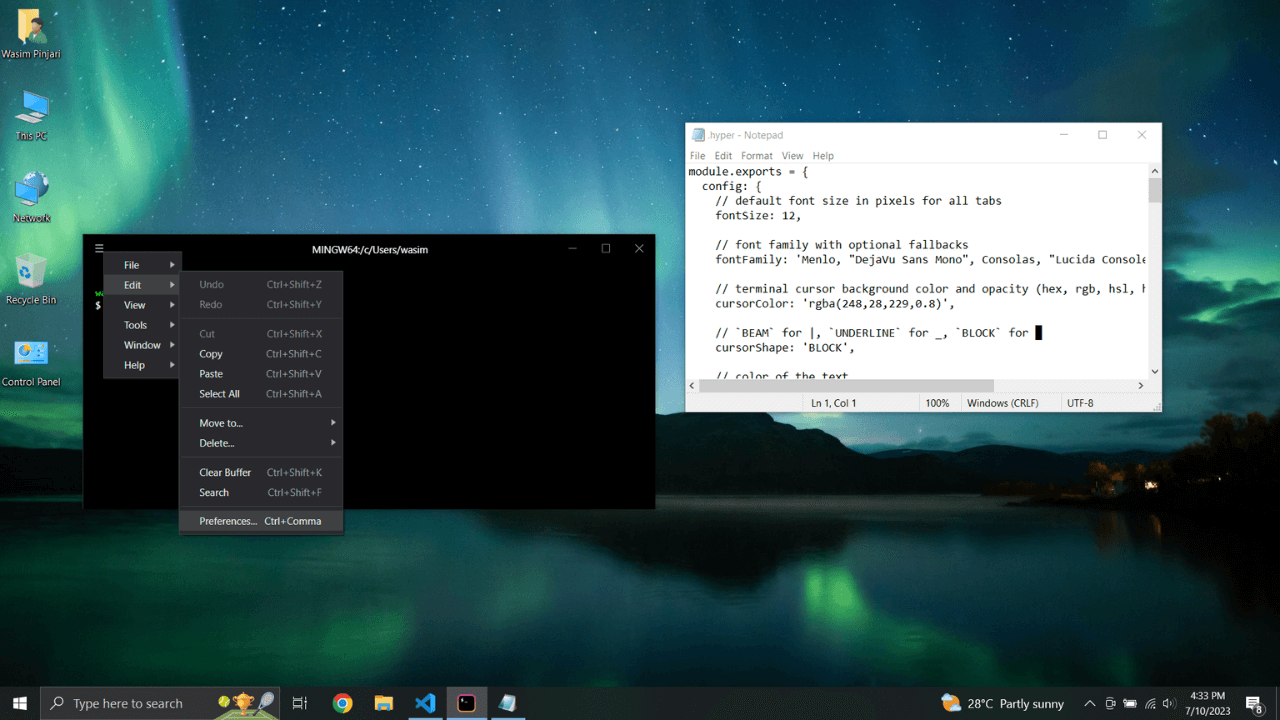 Wasim Pinjari
This PC
Network
Recycle Bin
Control Panel
MINGW64:/c/Users/wasim
$
File
Edit
View
Tools
Window
Help
Undo Ctrl+Shift+Z
Redo Ctrl+Shift+Y
Cut Ctrl+Shift+X
Copy Ctrl+Shift+C
Paste Ctrl+Shift+V
Select All Ctrl+Shift+A
Move to...
Delete...
Clear Buffer Ctrl+Shift+K
Search Ctrl+Shift+F
Preferences... Ctrl+Comma
.hyper - Notepad
File Edit Format View Help
module.exports = {
config: {
// default font size in pixels for all tabs
fontSize: 12,
// font family with optional fallbacks
fontFamily: 'Menlo, "DejaVu Sans Mono", Consolas, "Lucida Console
// terminal cursor background color and opacity (hex, rgb, hsl, h
cursorColor: 'rgba(248,28,229,0.8)',
// `BEAM` for |, `UNDERLINE` for _, `BLOCK` for █
cursorShape: 'BLOCK',
// color of the text
Ln 1, Col 1 100% Windows (CRLF) UTF-8
Type here to search
28°C Partly sunny
4:33 PM
7/10/2023
8